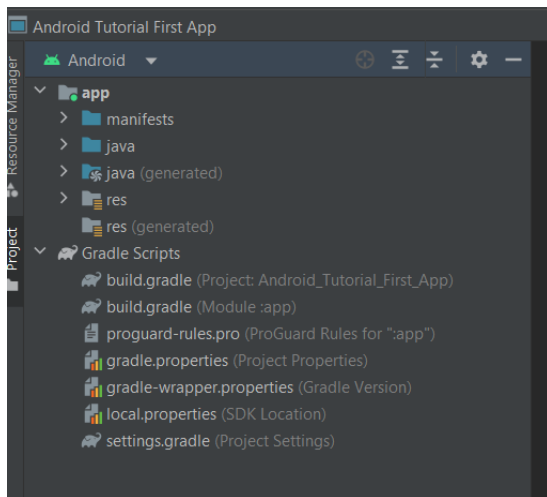 Android Tutorial First App
Android
Resource Manager
Project
app
manifests
java
java (generated)
res
res (generated)
Gradle Scripts
build.gradle (Project: Android_Tutorial_First_App)
build.gradle (Module :app)
proguard-rules.pro (ProGuard Rules for ":app")
gradle.properties (Project Properties)
gradle-wrapper.properties (Gradle Version)
local.properties (SDK Location)
settings.gradle (Project Settings)